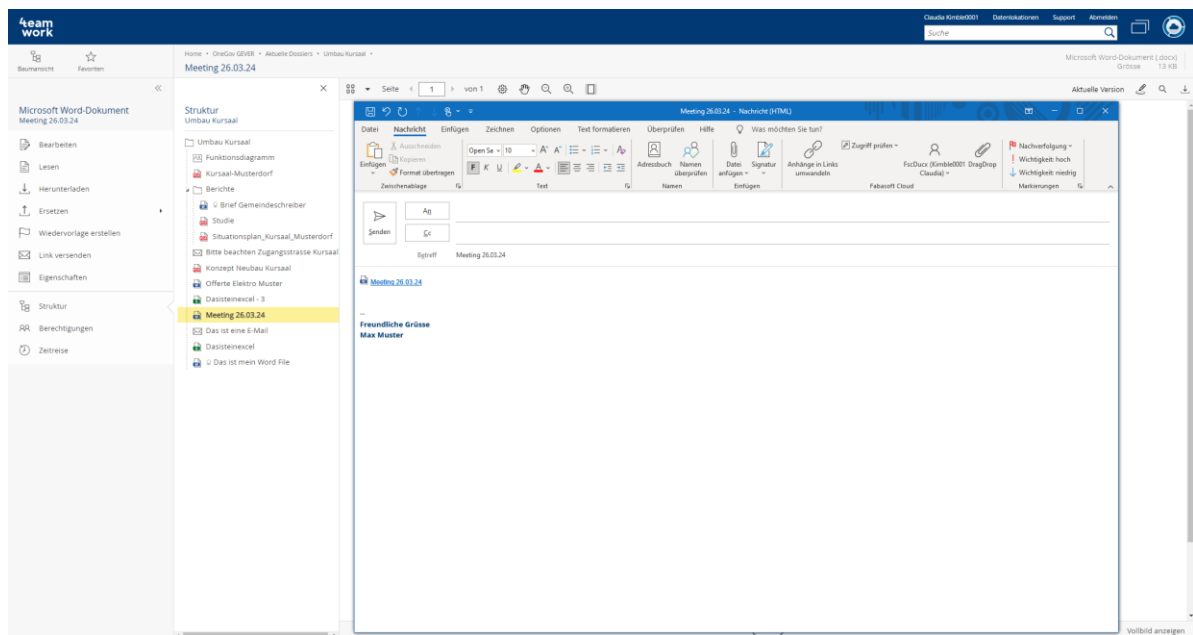 4team
work
Claudia Kimble0001 Datenlokationen Support Abmelden
Suche
Baumansicht Favoriten
Home • OneGov GEVER • Aktuelle Dossiers • Umbau Kursaal •
Meeting 26.03.24
Microsoft Word-Dokument (.docx)
Grösse 13 KB
Seite 1 von 1
Aktuelle Version
Microsoft Word-Dokument
Meeting 26.03.24
Bearbeiten
Lesen
Herunterladen
Ersetzen
Wiedervorlage erstellen
Link versenden
Eigenschaften
Struktur
Berechtigungen
Zeitreise
Struktur
Umbau Kursaal
Umbau Kursaal
Funktionsdiagramm
Kursaal-Musterdorf
Berichte
Brief Gemeindeschreiber
Studie
Situationsplan_Kursaal_Musterdorf
Bitte beachten Zugangsstrasse Kursaal
Konzept Neubau Kursaal
Offerte Elektro Muster
Dasisteinexcel - 3
Meeting 26.03.24
Das ist eine E-Mail
Dasisteinexcel
Das ist mein Word File
Meeting 26.03.24 - Nachricht (HTML)
Datei Nachricht Einfügen Zeichnen Optionen Text formatieren Überprüfen Hilfe Was möchten Sie tun?
Einfügen
Ausschneiden
Kopieren
Format übertragen
Zwischenablage
Open Sa 10
F K U
Text
Adressbuch Namen überprüfen
Namen
Datei anfügen Signatur
Einfügen
Anhänge in Links umwandeln
Zugriff prüfen
FscDucx (Kimble0001 Claudia) DragDrop
Fabasoft Cloud
Nachverfolgung
Wichtigkeit: hoch
Wichtigkeit: niedrig
Markierungen
Senden
An
Cc
Betreff Meeting 26.03.24
Meeting 26.03.24
--
Freundliche Grüsse
Max Muster
Vollbild anzeigen